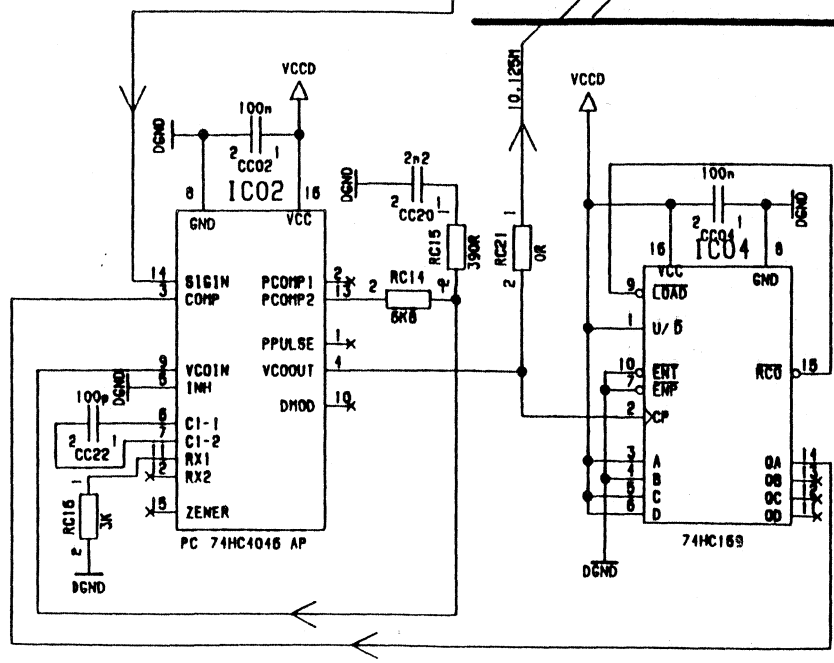 VCCD
100n
DGND
2 CC02 1
8 IC02 16
GND VCC
14 SIGIN PCOMP1 2
3 COMP PCOMP2 13
PPULSE 1
9 VCOIN VCOOUT 4
DGND 5 INH
DMOD 10
100p
6 C1-1
2 CC22 1
7 C1-2
11 RX1
12 RX2
15 ZENER
PC 74HC4046 AP
1
RC16 3K
2
DGND
2n2
DGND
2 CC20 1
RC15 390R
2
2 RC14
1 RC21 0R 2
10.125M
VCCD
100n
2 CC04 1
DGND
16 IC04 8
VCC GND
9 LOAD
1 U/D
10 ENT RCO 15
7 ENP
2 CP
3 A QA 14
4 B QB
5 C QC
6 D QD
74HC169
DGND